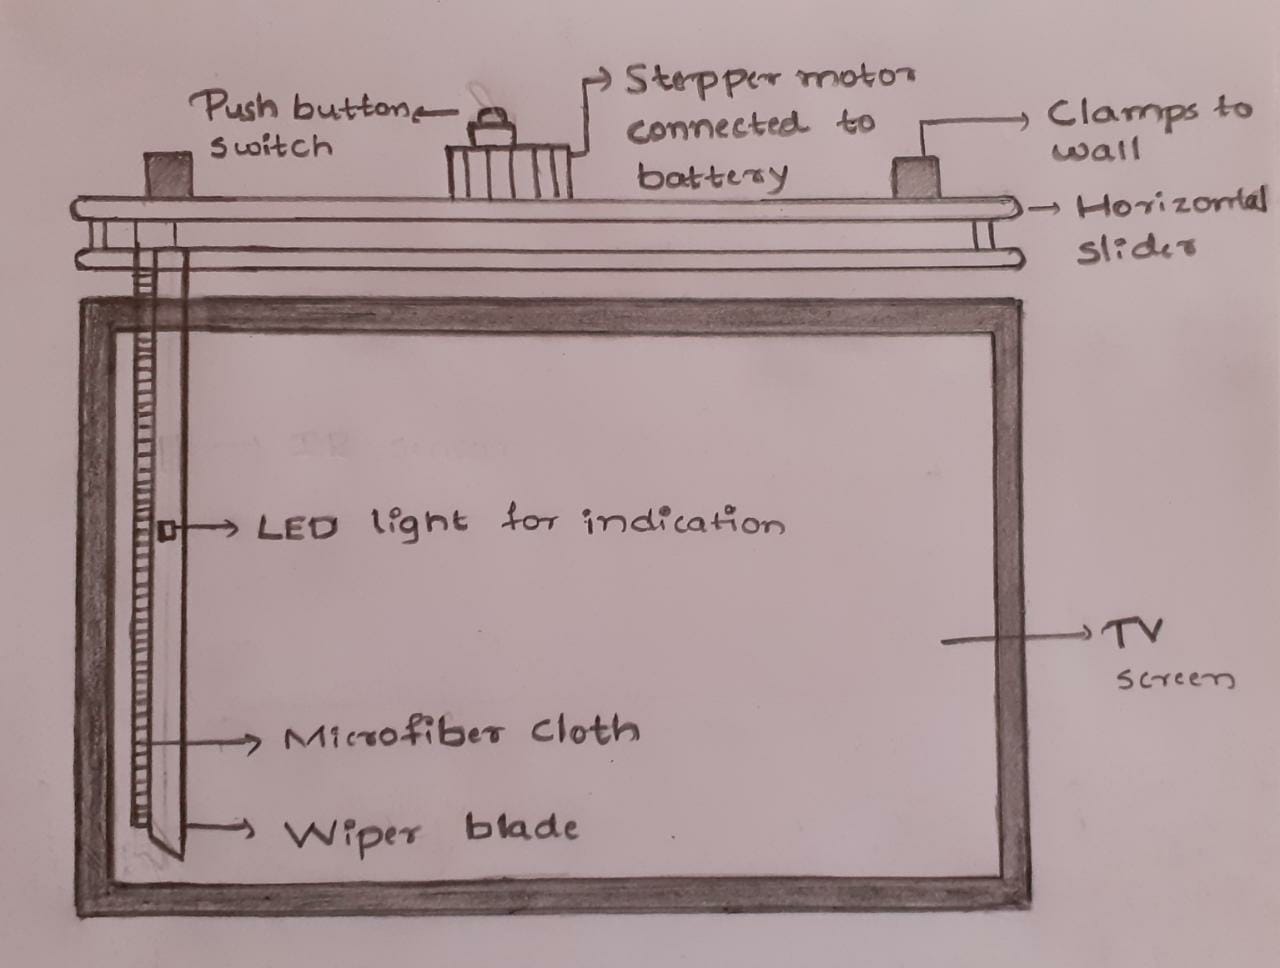 Push button
switch
Stepper motor
connected to
battery
Clamps to
wall
Horizontal
slider
LED light for indication
TV
screen
Microfiber cloth
Wiper blade